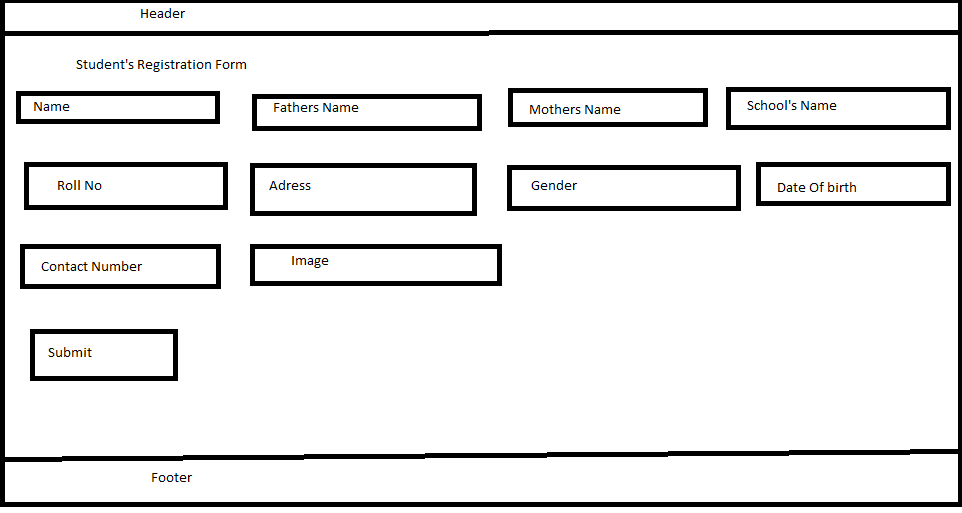 Header
Student's Registration Form
Name
Fathers Name
Mothers Name
School's Name
Roll No
Adress
Gender
Date Of birth
Contact Number
Image
Submit
Footer